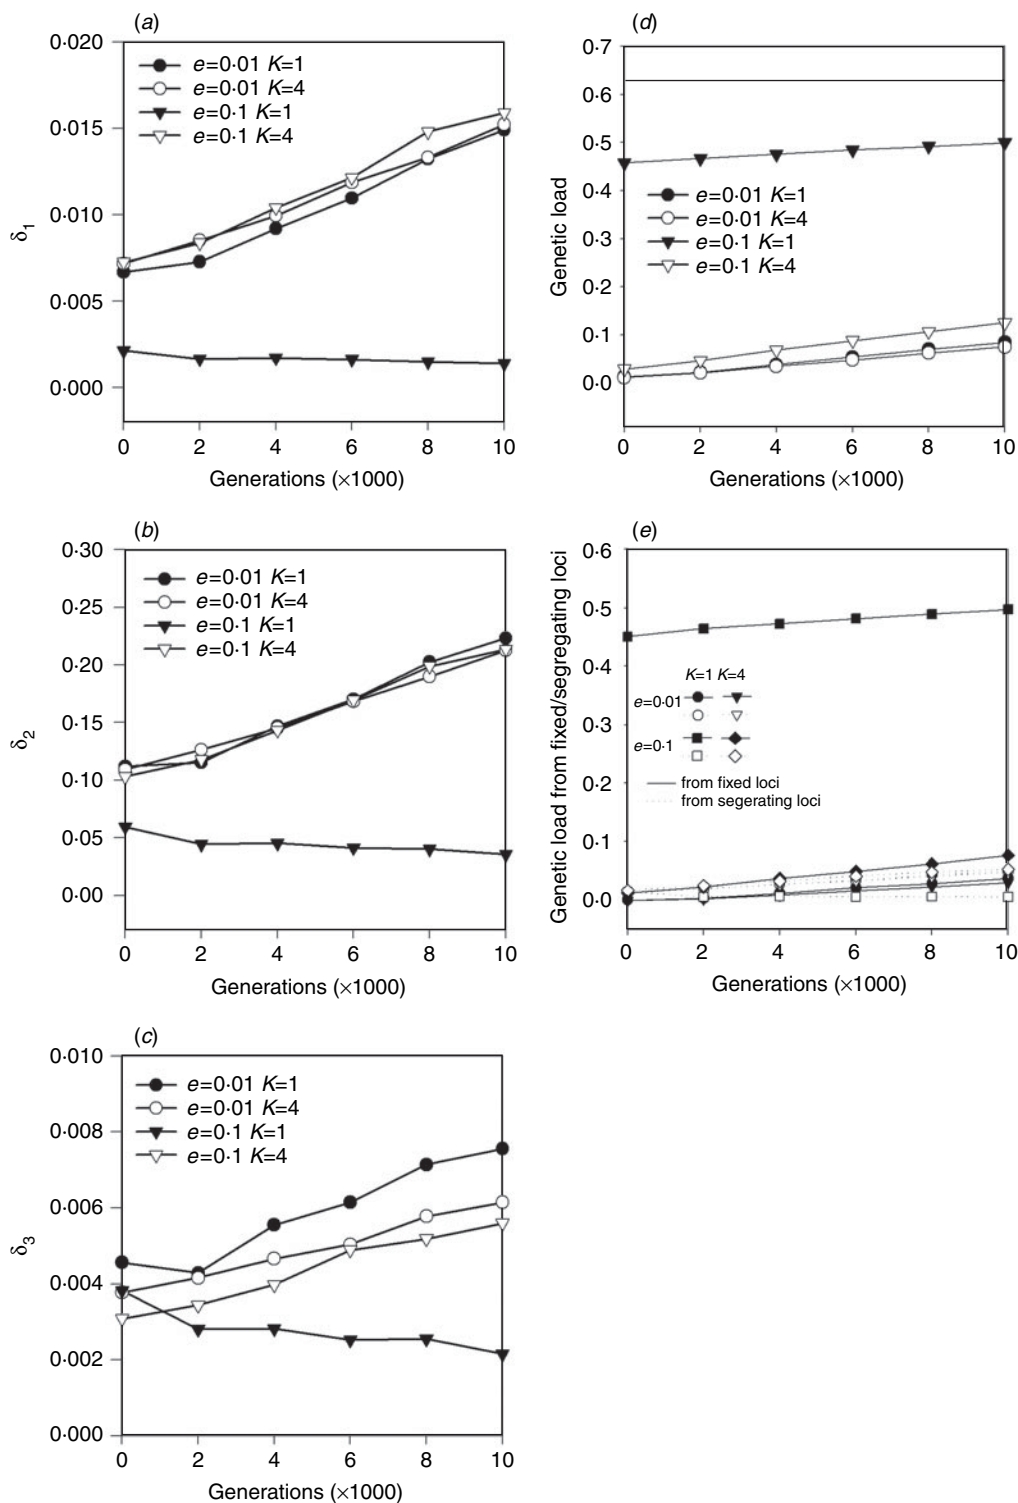 (a)
0·020
0·015
0·010
0·005
0·000
δ1
e=0·01 K=1
e=0·01 K=4
e=0·1 K=1
e=0·1 K=4
0 2 4 6 8 10
Generations (×1000)
(b)
0·30
0·25
0·20
0·15
0·10
0·05
0·00
δ2
e=0·01 K=1
e=0·01 K=4
e=0·1 K=1
e=0·1 K=4
0 2 4 6 8 10
Generations (×1000)
(c)
0·010
0·008
0·006
0·004
0·002
0·000
δ3
e=0·01 K=1
e=0·01 K=4
e=0·1 K=1
e=0·1 K=4
0 2 4 6 8 10
Generations (×1000)
(d)
0·7
0·6
0·5
0·4
0·3
0·2
0·1
0·0
Genetic load
e=0·01 K=1
e=0·01 K=4
e=0·1 K=1
e=0·1 K=4
0 2 4 6 8 10
Generations (×1000)
(e)
0·6
0·5
0·4
0·3
0·2
0·1
0·0
Genetic load from fixed/segregating loci
K=1 K=4
e=0·01
e=0·1
from fixed loci
from segerating loci
0 2 4 6 8 10
Generations (×1000)